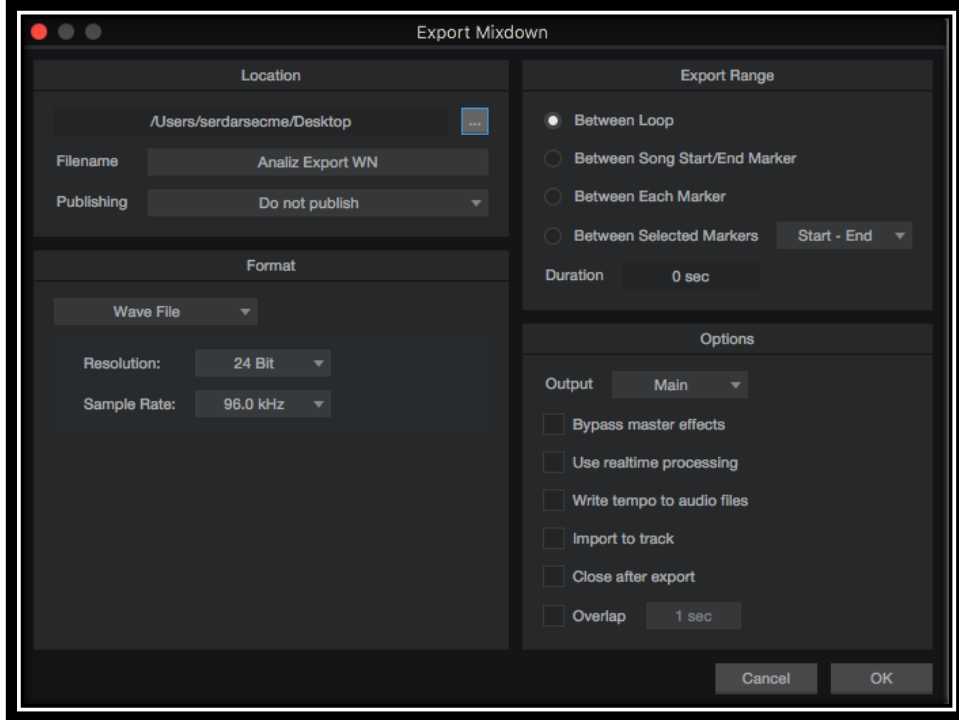 Export Mixdown
Location
/Users/serdarsecme/Desktop
...
Filename
Analiz Export WN
Publishing
Do not publish
Format
Wave File
Resolution:
24 Bit
Sample Rate:
96.0 kHz
Export Range
Between Loop
Between Song Start/End Marker
Between Each Marker
Between Selected Markers
Start - End
Duration
0 sec
Options
Output
Main
Bypass master effects
Use realtime processing
Write tempo to audio files
Import to track
Close after export
Overlap
1 sec
Cancel
OK